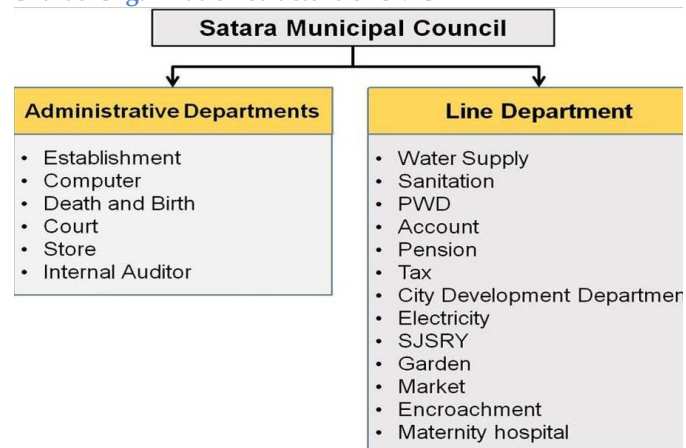 Satara Municipal Council
Administrative Departments
• Establishment
• Computer
• Death and Birth
• Court
• Store
• Internal Auditor
Line Department
• Water Supply
• Sanitation
• PWD
• Account
• Pension
• Tax
• City Development Departmen
• Electricity
• SJSRY
• Garden
• Market
• Encroachment
• Maternity hospital